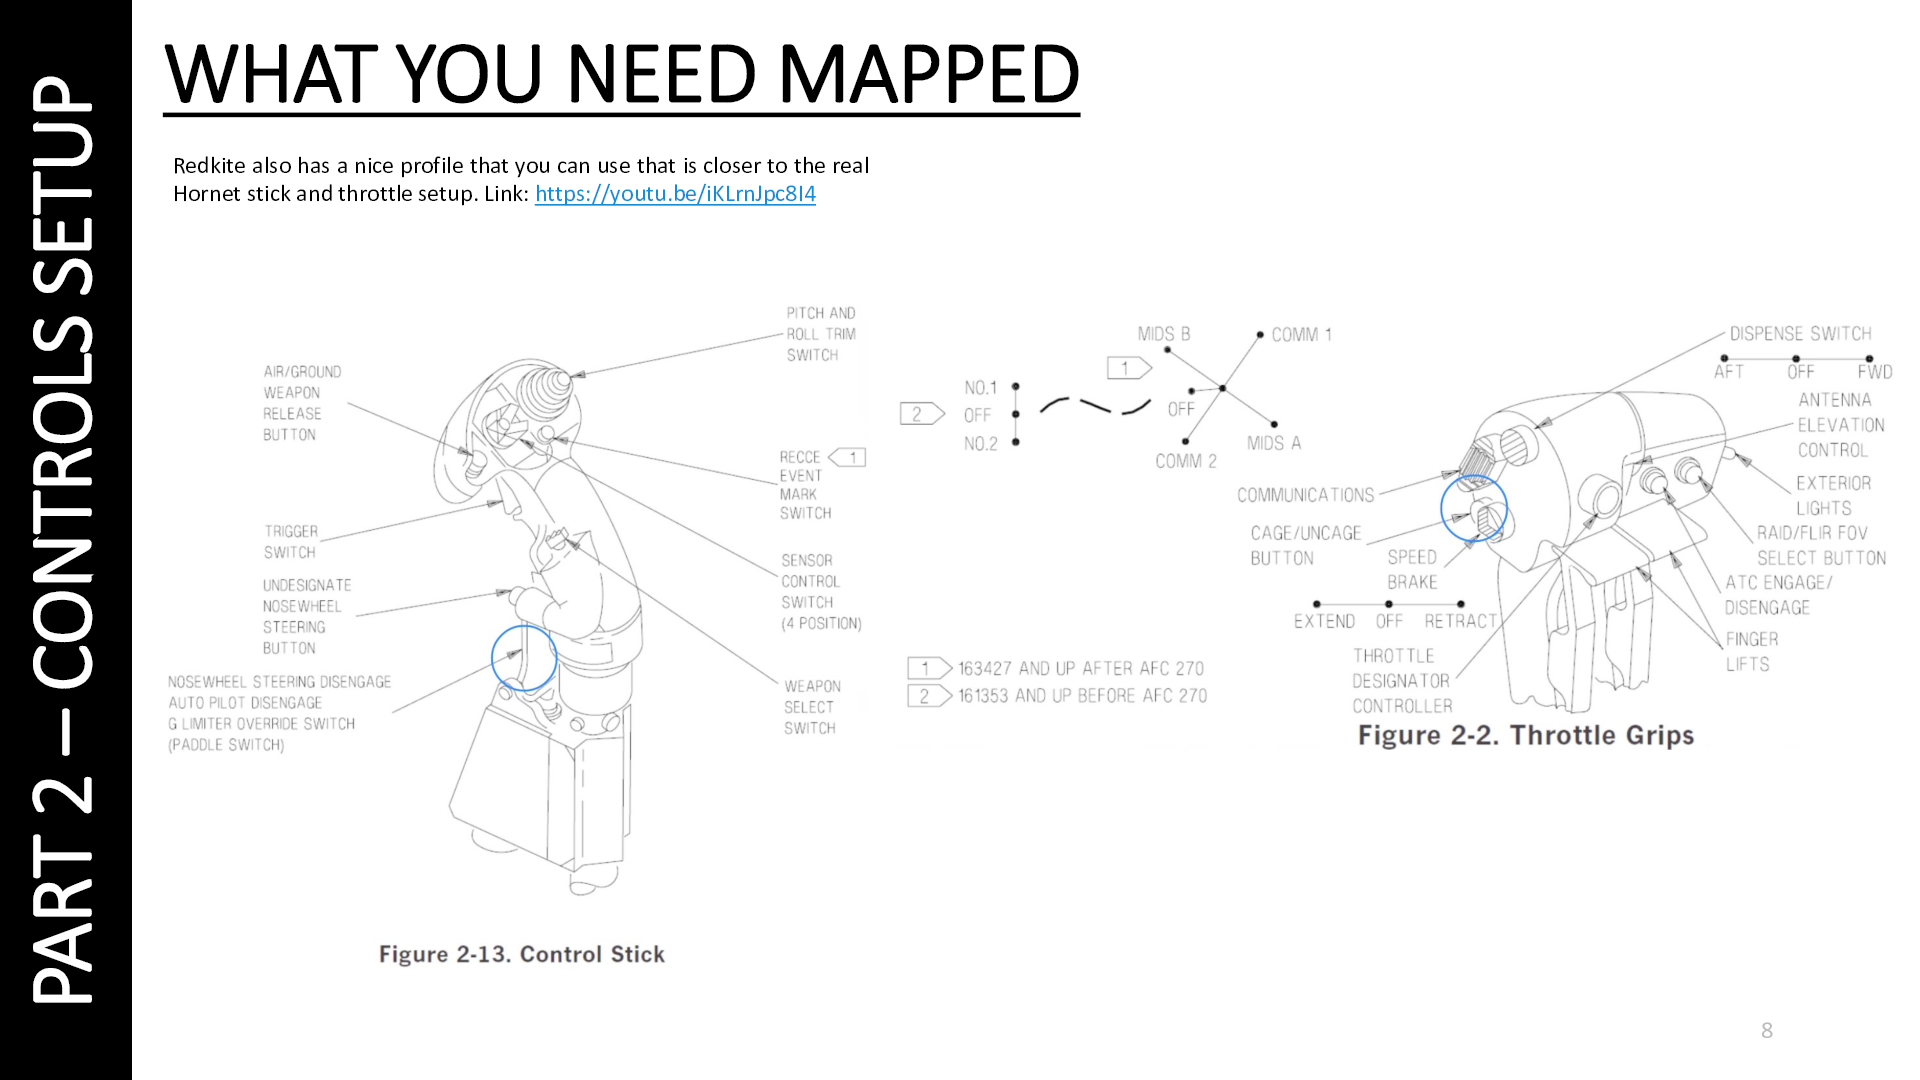 PART 2 – CONTROLS SETUP
WHAT YOU NEED MAPPED
Redkite also has a nice profile that you can use that is closer to the real
Hornet stick and throttle setup. Link: https://youtu.be/iKLrnJpc8I4
PITCH AND
ROLL TRIM
SWITCH
AIR/GROUND
WEAPON
RELEASE
BUTTON
RECCE 1
EVENT
MARK
SWITCH
TRIGGER
SWITCH
SENSOR
CONTROL
SWITCH
(4 POSITION)
UNDESIGNATE
NOSEWHEEL
STEERING
BUTTON
NOSEWHEEL STEERING DISENGAGE
AUTO PILOT DISENGAGE
G LIMITER OVERRIDE SWITCH
(PADDLE SWITCH)
WEAPON
SELECT
SWITCH
Figure 2-13. Control Stick
2
NO.1
OFF
NO.2
1
MIDS B
COMM 1
OFF
MIDS A
COMM 2
1 163427 AND UP AFTER AFC 270
2 161353 AND UP BEFORE AFC 270
DISPENSE SWITCH
AFT OFF FWD
ANTENNA
ELEVATION
CONTROL
EXTERIOR
LIGHTS
RAID/FLIR FOV
SELECT BUTTON
ATC ENGAGE/
DISENGAGE
FINGER
LIFTS
COMMUNICATIONS
CAGE/UNCAGE
BUTTON
SPEED
BRAKE
EXTEND OFF RETRACT
THROTTLE
DESIGNATOR
CONTROLLER
Figure 2-2. Throttle Grips
8